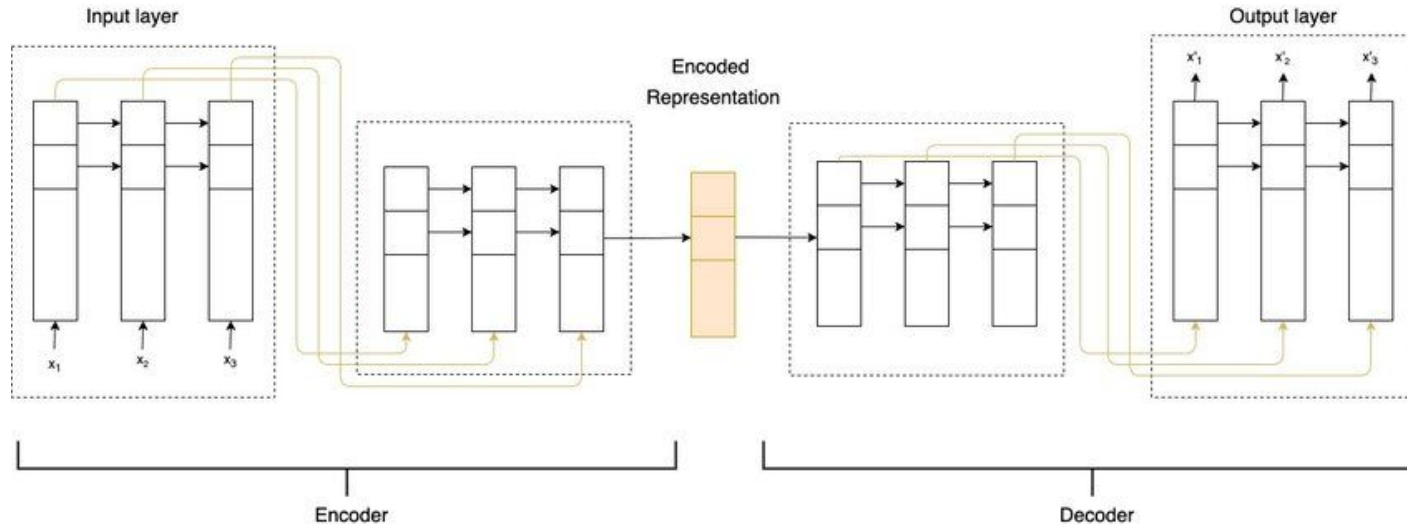 Input layer
Output layer
x'1
x'2
x'3
Encoded
Representation
x1
x2
x3
Encoder
Decoder